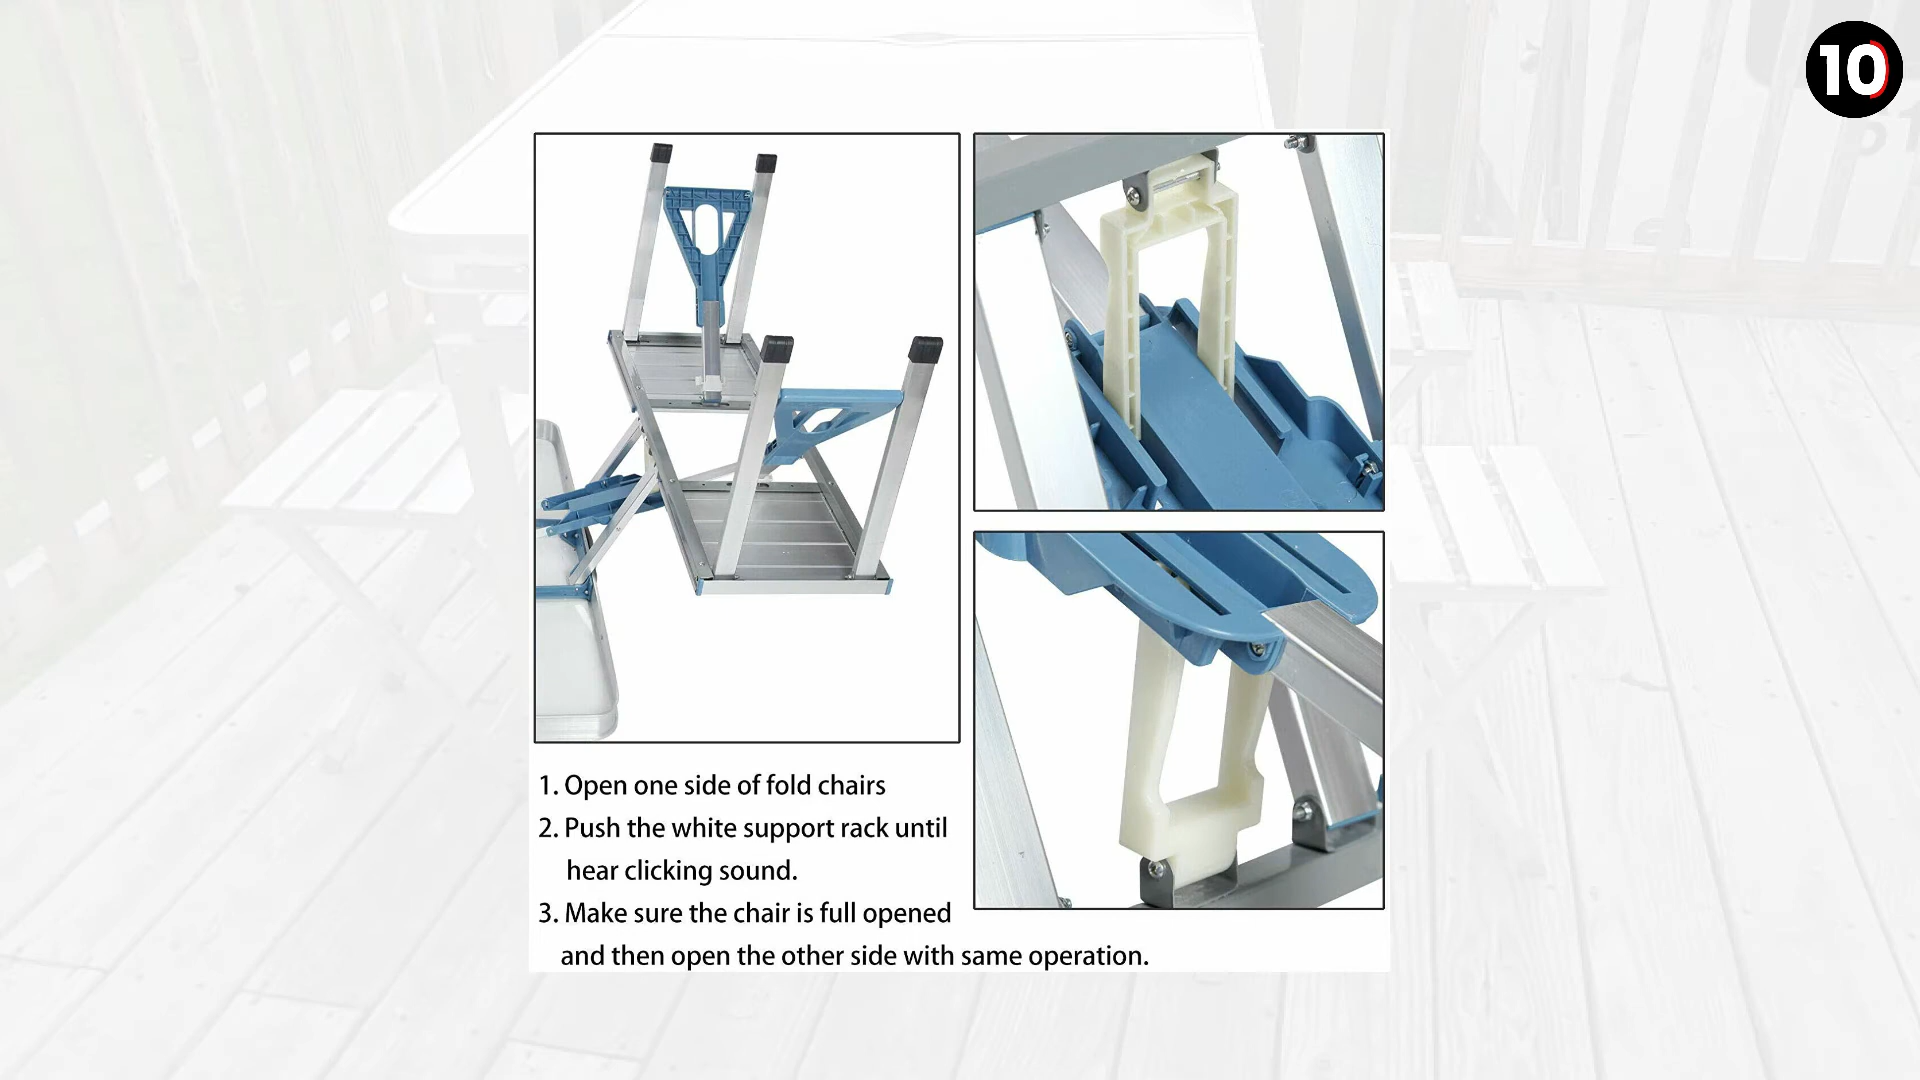 10
1. Open one side of fold chairs
2. Push the white support rack until
hear clicking sound.
3. Make sure the chair is full opened
and then open the other side with same operation.